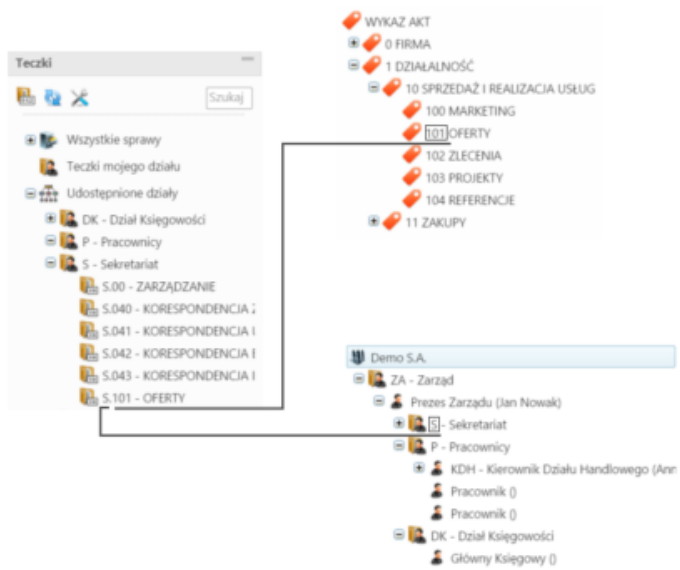 Teczki
Szukaj
Wszystkie sprawy
Teczki mojego działu
Udostępnione działy
DK - Dział Księgowości
P - Pracownicy
S - Sekretariat
S.00 - ZARZĄDZANIE
S.040 - KORESPONDENCJA
S.041 - KORESPONDENCJA
S.042 - KORESPONDENCJA
S.043 - KORESPONDENCJA
S.101 - OFERTY
WYKAZ AKT
0 FIRMA
1 DZIAŁALNOŚĆ
10 SPRZEDAŻ I REALIZACJA USŁUG
100 MARKETING
101 OFERTY
102 ZLECENIA
103 PROJEKTY
104 REFERENCJE
11 ZAKUPY
Demo S.A.
ZA - Zarząd
Prezes Zarządu (Jan Nowak)
S - Sekretariat
P - Pracownicy
KDH - Kierownik Działu Handlowego (Ann
Pracownik ()
Pracownik ()
DK - Dział Księgowości
Główny Księgowy ()